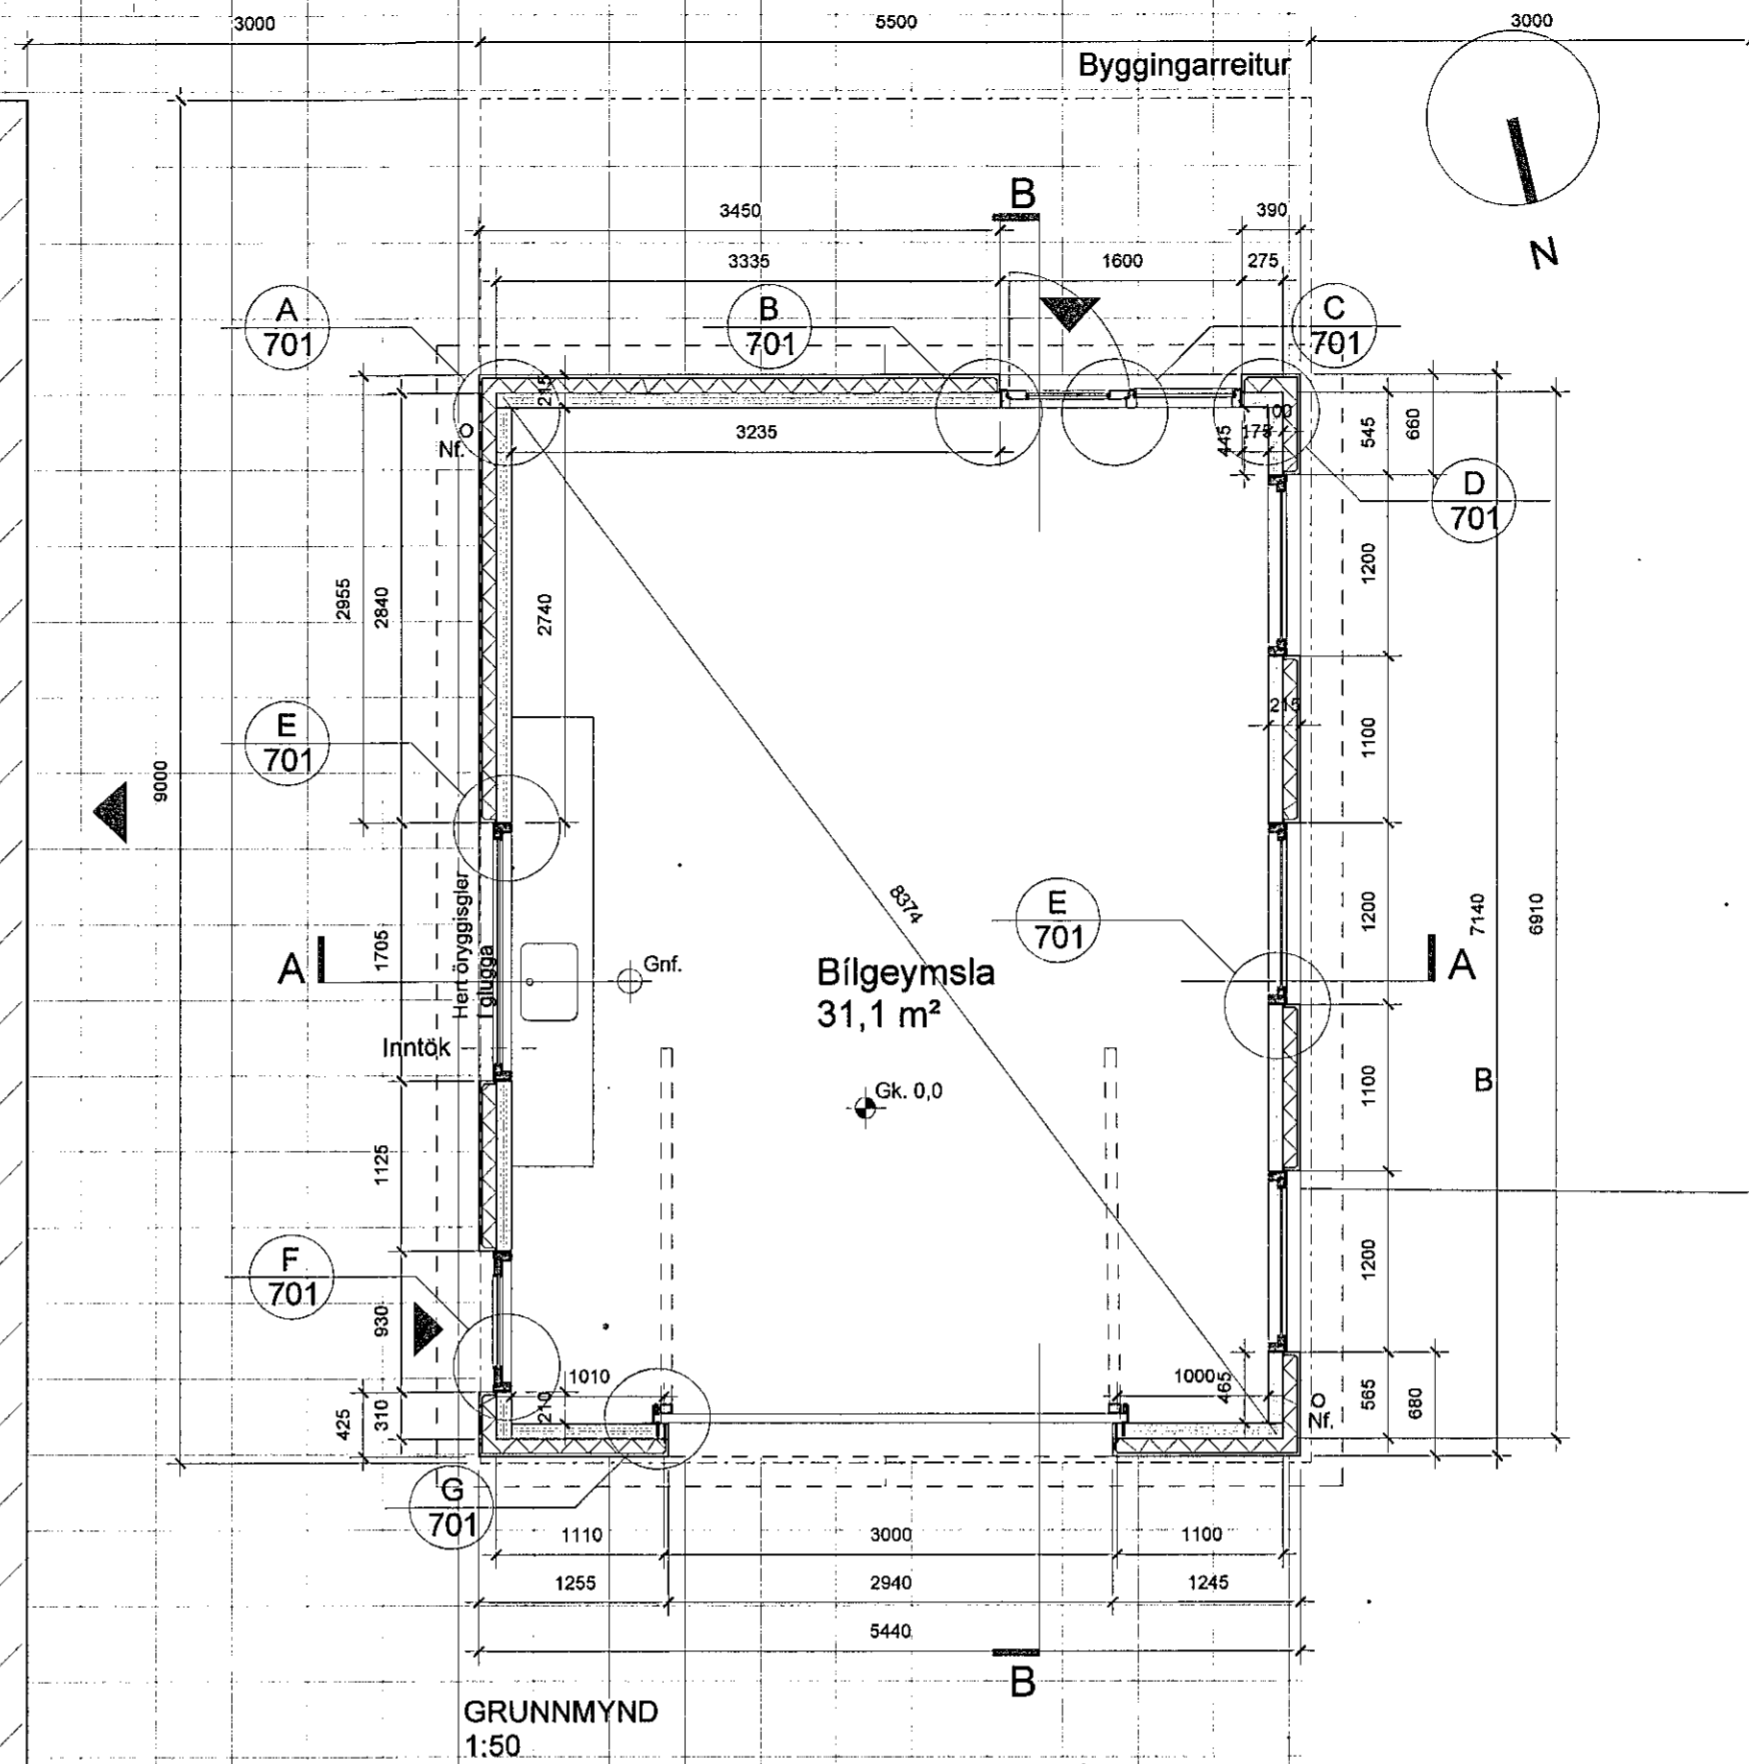 3000
5500
3000
Byggingarreitur
N
B
3450
390
3335
1600
275
A
701
B
701
C
701
215
100
O
Nf.
3235
445
175
545
660
D
701
2955
2840
2740
1200
215
1100
E
701
9000
8374
E
701
1200
7140
6910
Hert öryggisgler
í glugga
1705
A
Gnf.
Bílgeymsla
31,1 m²
A
Inntök
Gk. 0,0
1100
B
1125
F
701
930
1200
1010
1000
465
210
425
310
565
680
O
Nf.
G
701
1110
3000
1100
1255
2940
1245
5440
B
GRUNNMYND
1:50